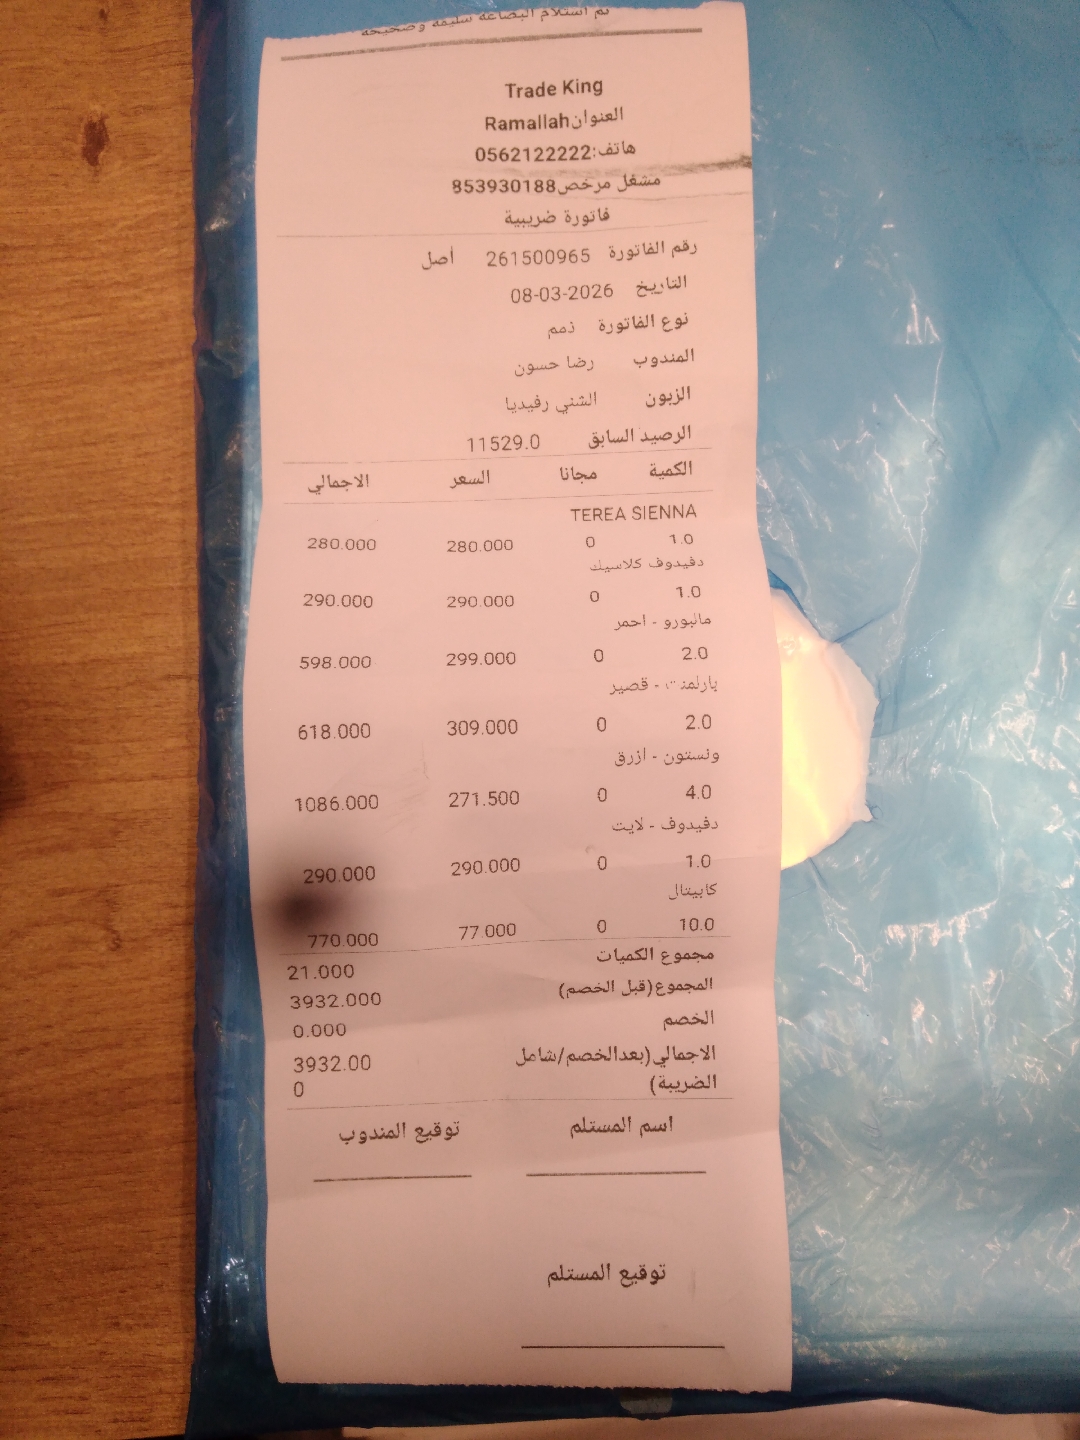 تم استلام البضاعة سليمة وصحيحة
Trade King
العنوانRamallah
هاتف:0562122222
مشغل مرخص853930188
فاتورة ضريبية
رقم الفاتورة 261500965 أصل
التاريخ 08-03-2026
نوع الفاتورة ذمم
المندوب رضا حسون
الزبون الشني رفيديا
الرصيد السابق 11529.0
الكمية مجانا السعر الاجمالي
TEREA SIENNA
1.0 0 280.000 280.000
دفيدوف كلاسيك
1.0 0 290.000 290.000
مالبورو - احمر
2.0 0 299.000 598.000
بارلمنت - قصير
2.0 0 309.000 618.000
ونستون - ازرق
4.0 0 271.500 1086.000
دفيدوف - لايت
1.0 0 290.000 290.000
كابيتال
10.0 0 77.000 770.000
مجموع الكميات 21.000
المجموع(قبل الخصم) 3932.000
الخصم 0.000
الاجمالي(بعدالخصم/شامل 3932.00
الضريبة) 0
اسم المستلم توقيع المندوب
توقيع المستلم